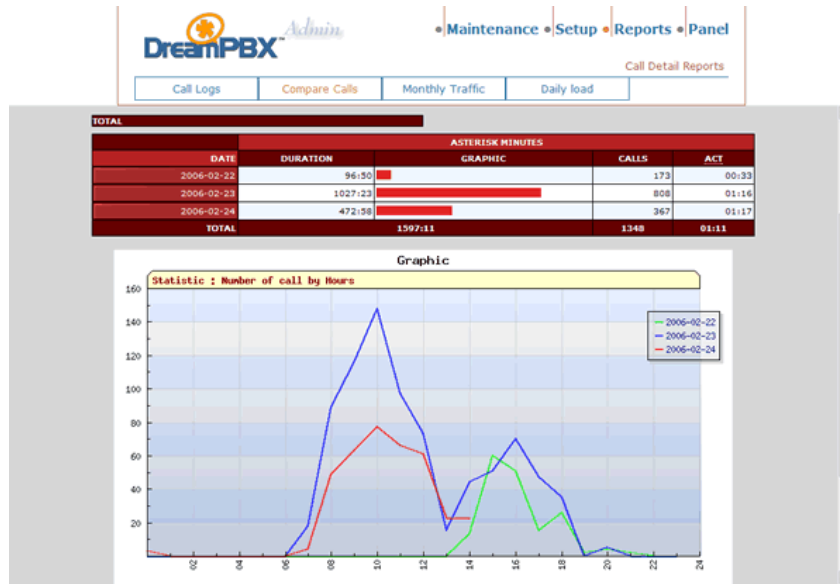 DreamPBX™ Admin
Maintenance Setup Reports Panel
Call Detail Reports
Call Logs Compare Calls Monthly Traffic Daily load
TOTAL
ASTERISK MINUTES
DATE DURATION GRAPHIC CALLS ACT
2006-02-22 96:50 173 00:33
2006-02-23 1027:23 808 01:16
2006-02-24 472:58 367 01:17
TOTAL 1597:11 1348 01:11
Graphic
Statistic : Number of call by Hours
160
140
120
100
80
60
40
20
2006-02-22
2006-02-23
2006-02-24
02 04 06 08 10 12 14 16 18 20 22 24